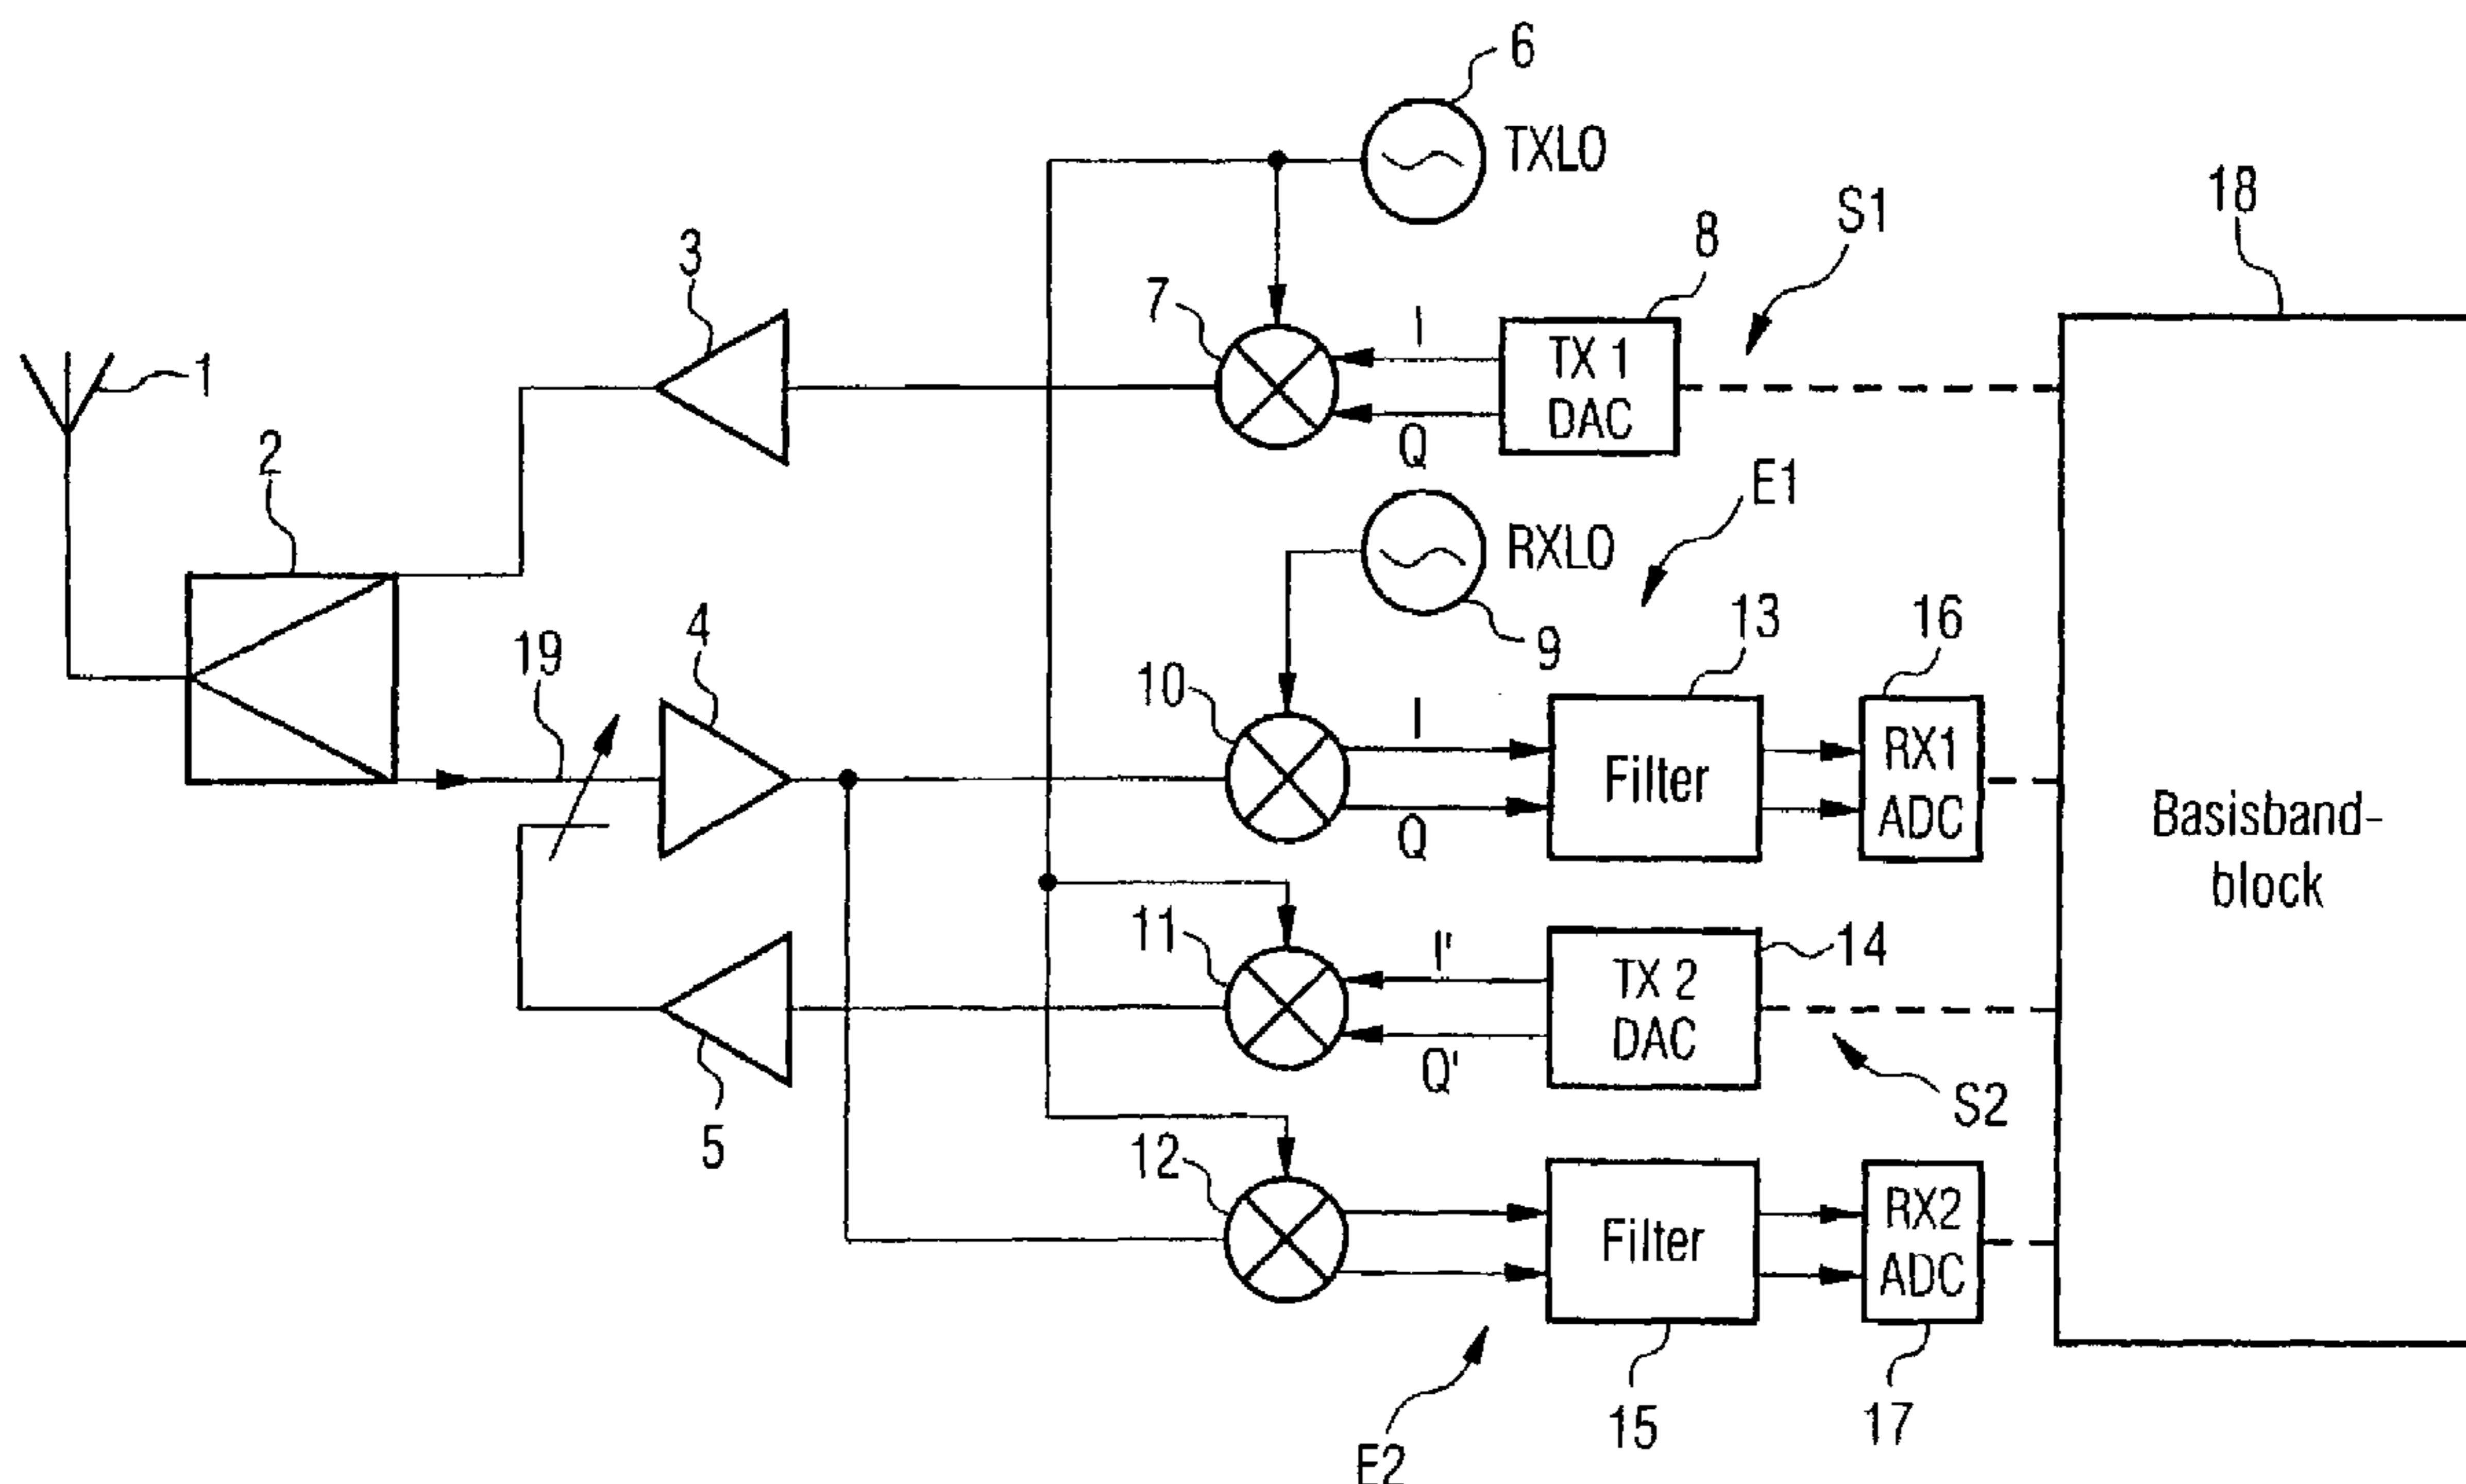 6
TXLO
S1
18
8
3
7
I
TX 1
DAC
1
Q
2
E1
RXLO
9
13
16
4
19
10
I
Filter
RX1
ADC
Q
Basisband-
block
11
I'
TX 2
DAC
14
Q'
S2
5
12
Filter
RX2
ADC
E2
15
17